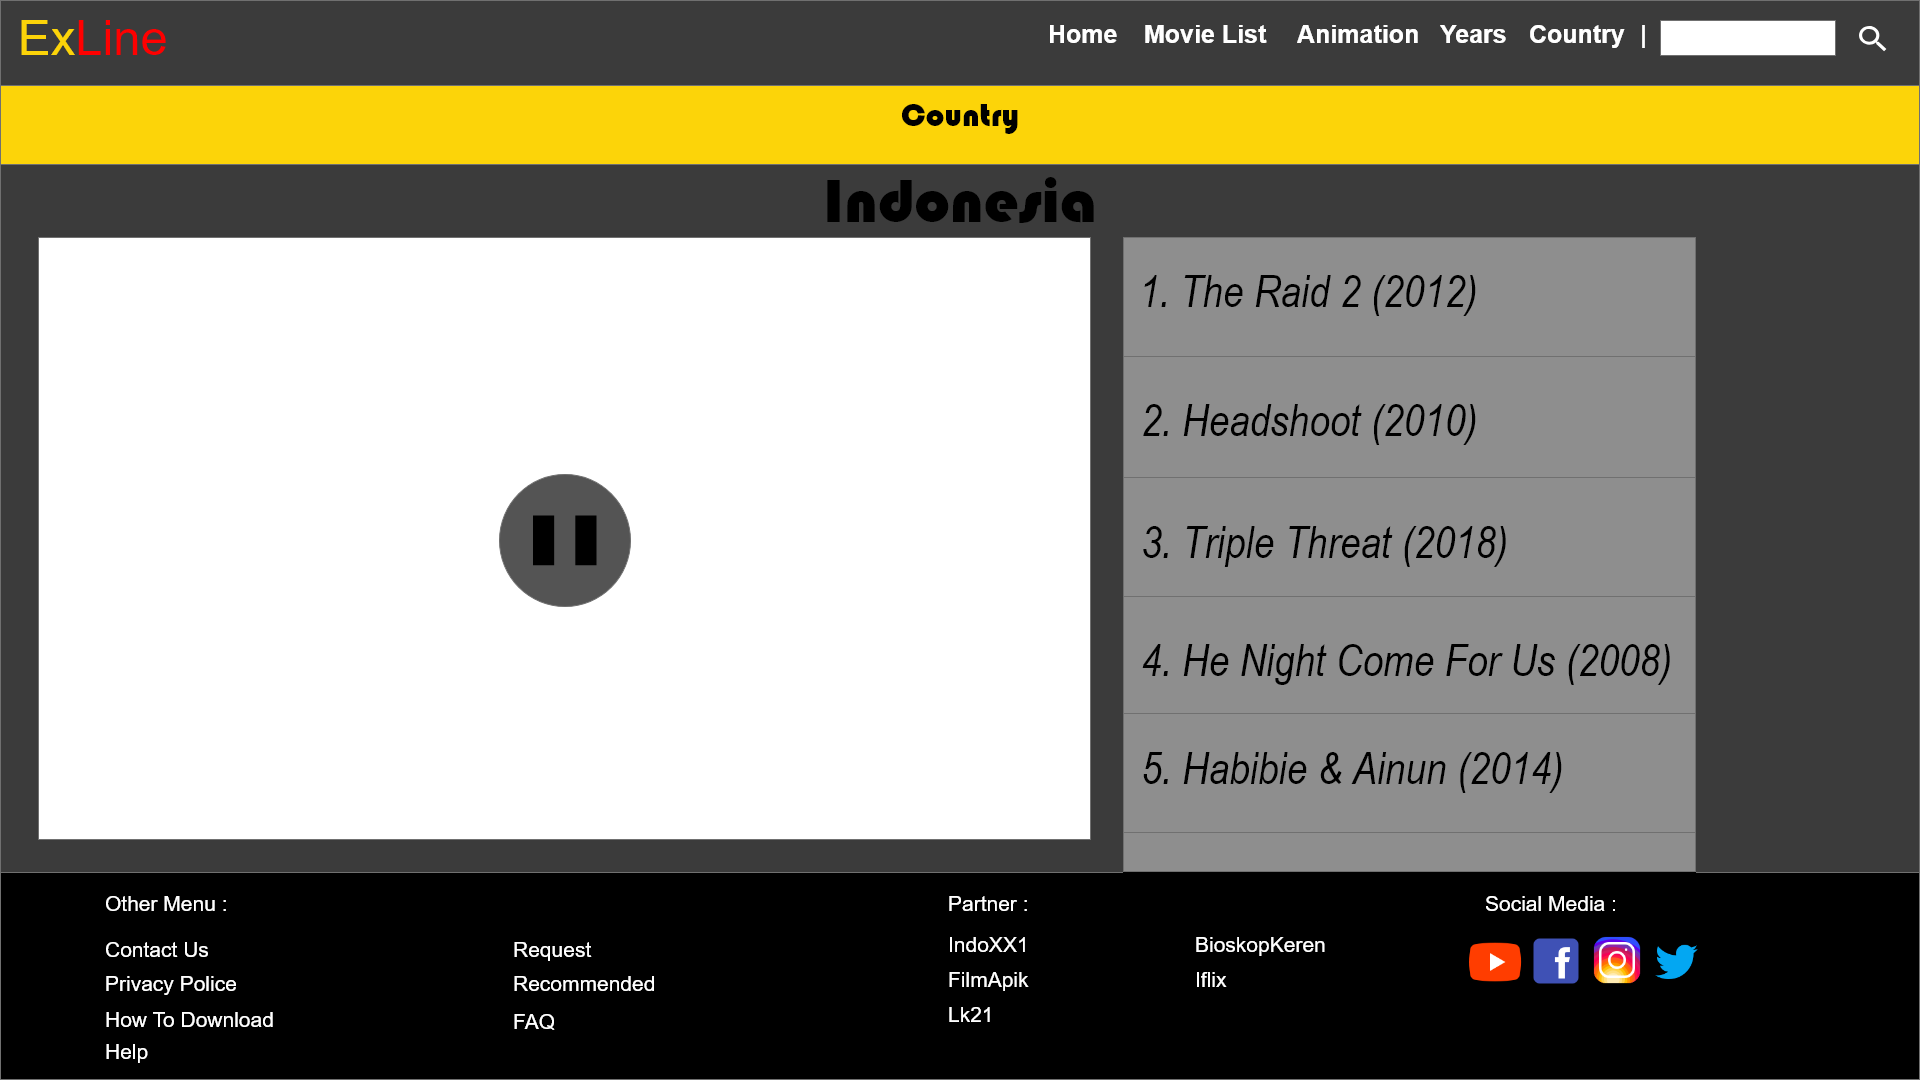 ExLine
Home Movie List Animation Years Country |
Country
Indonesia
1. The Raid 2 (2012)
2. Headshoot (2010)
3. Triple Threat (2018)
4. He Night Come For Us (2008)
5. Habibie & Ainun (2014)
Other Menu :
Contact Us
Privacy Police
How To Download
Help
Request
Recommended
FAQ
Partner :
IndoXX1
FilmApik
Lk21
BioskopKeren
Iflix
Social Media :